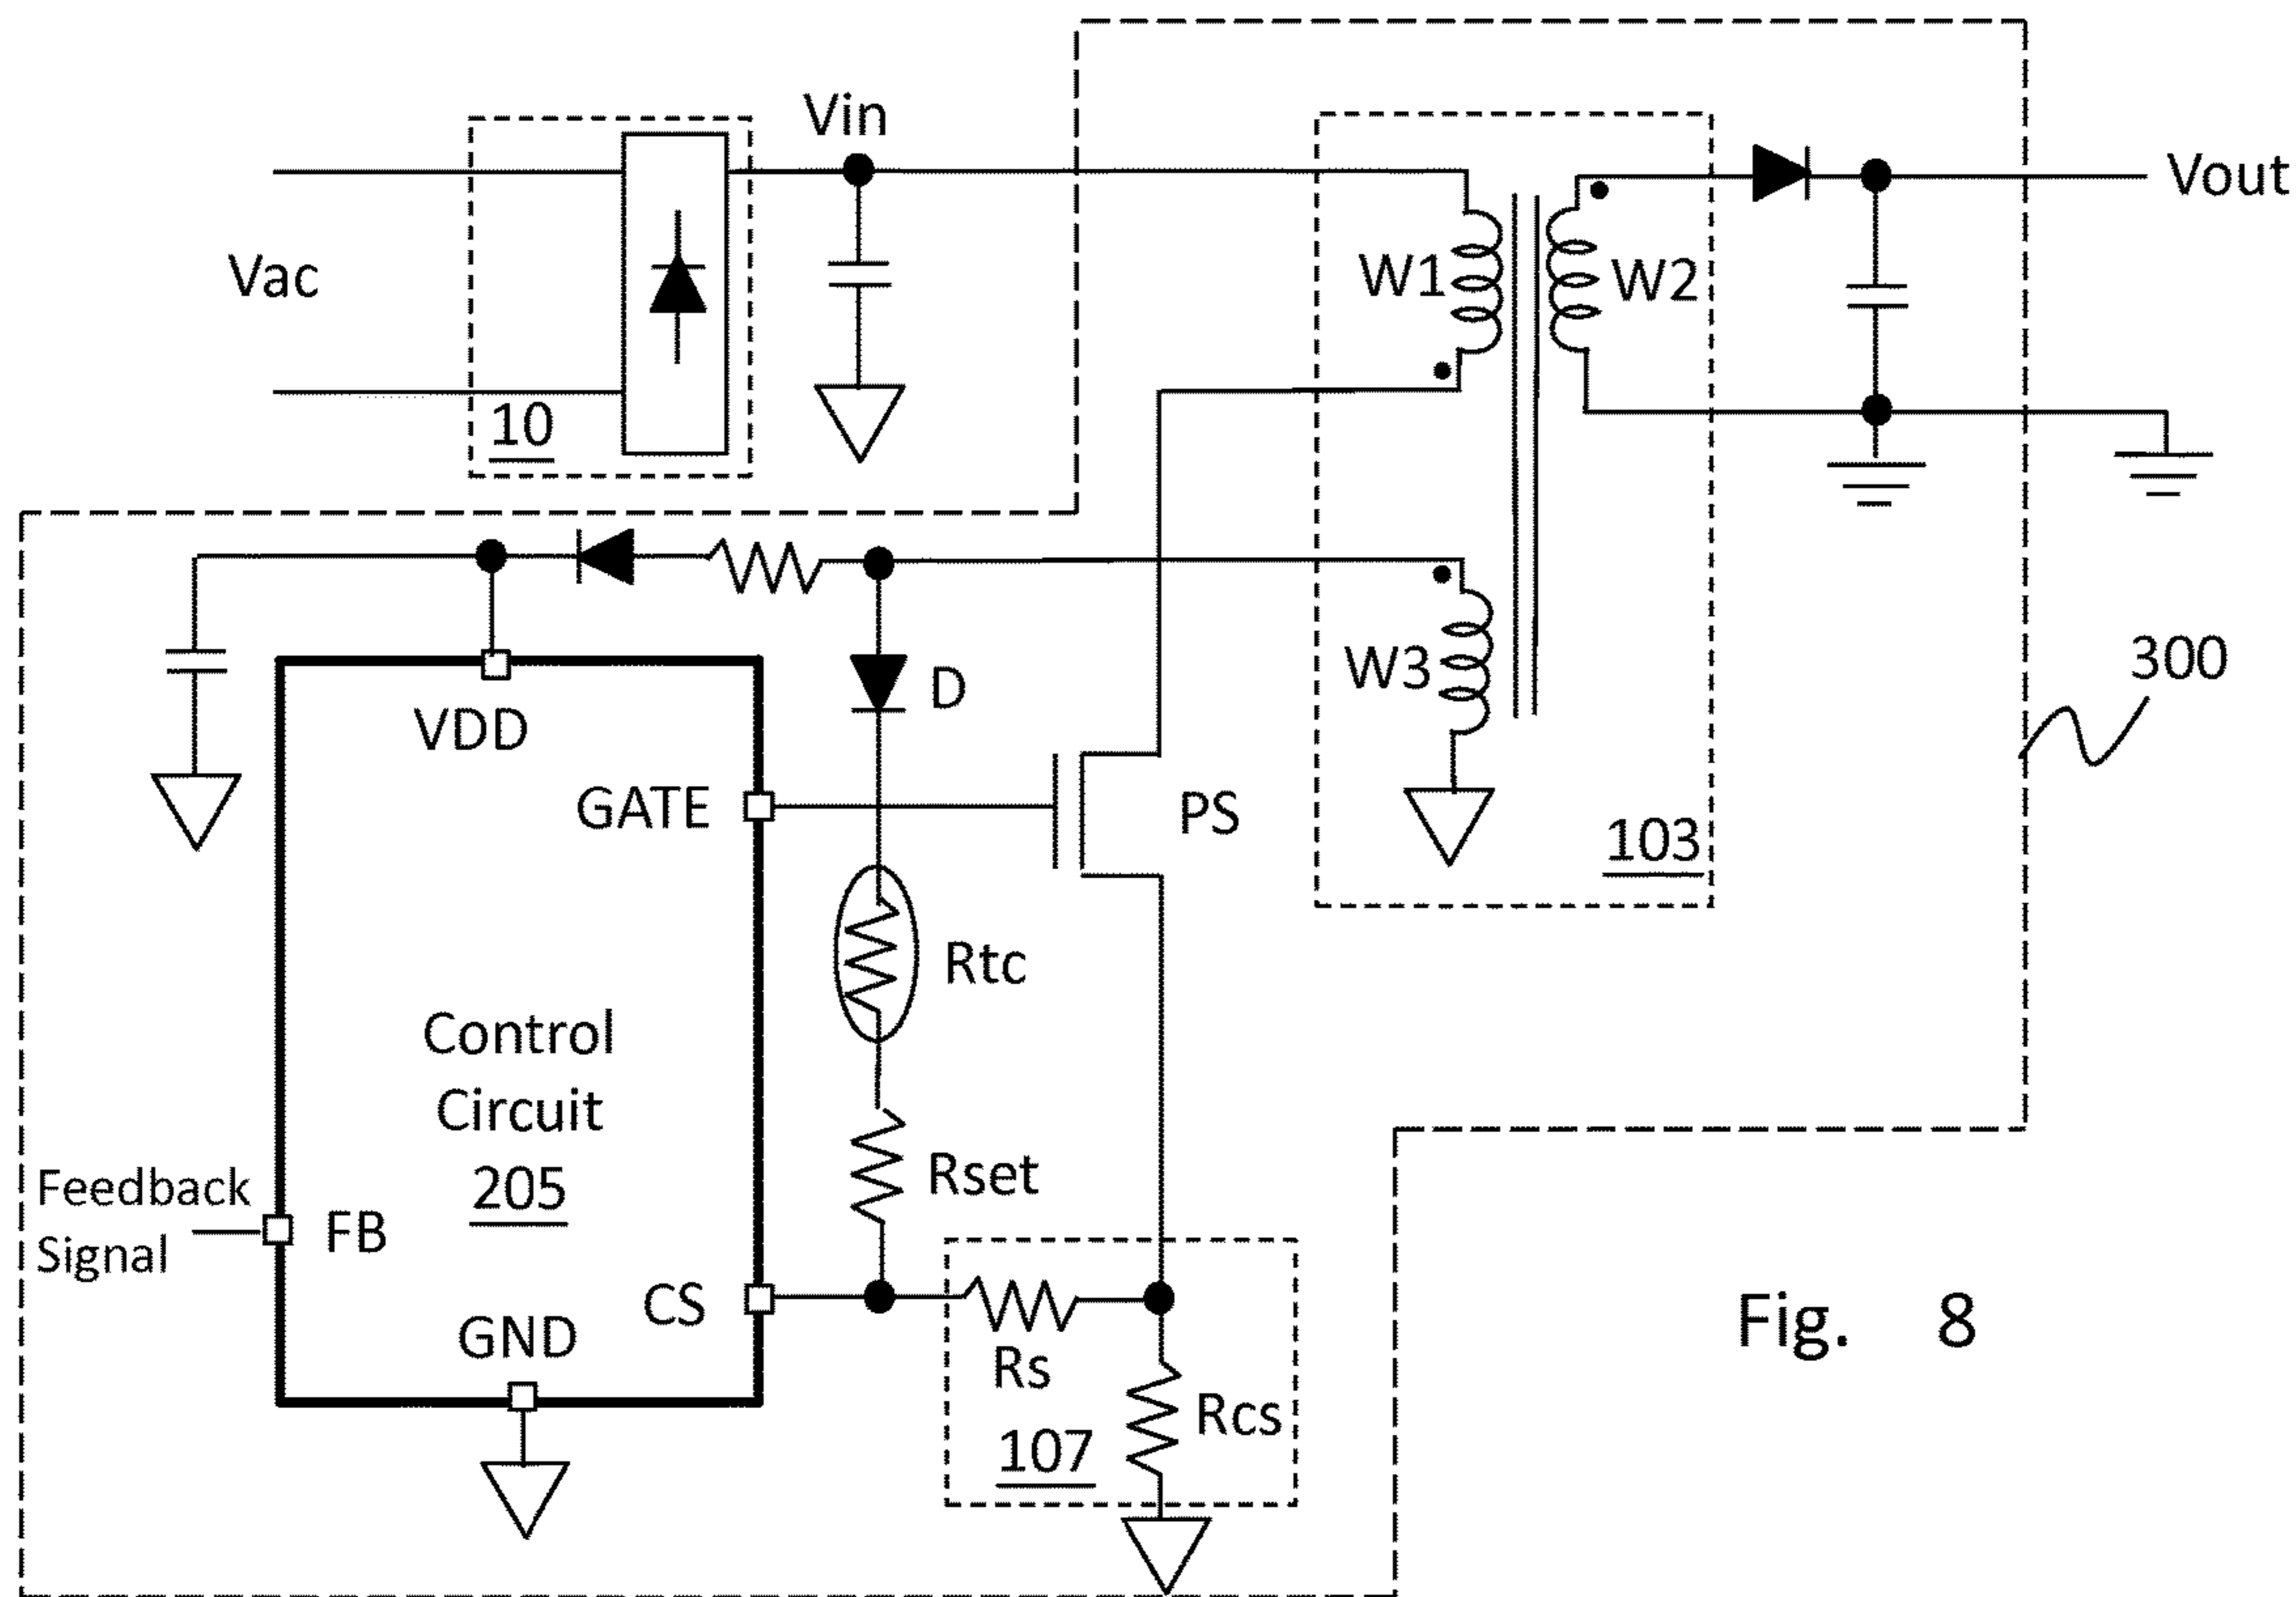 Vin
Vout
Vac
W1
W2
10
W3
300
D
VDD
GATE
PS
103
Rtc
Control
Circuit
205
Rset
Feedback
Signal
FB
CS
GND
Rs
Rcs
107
Fig. 8